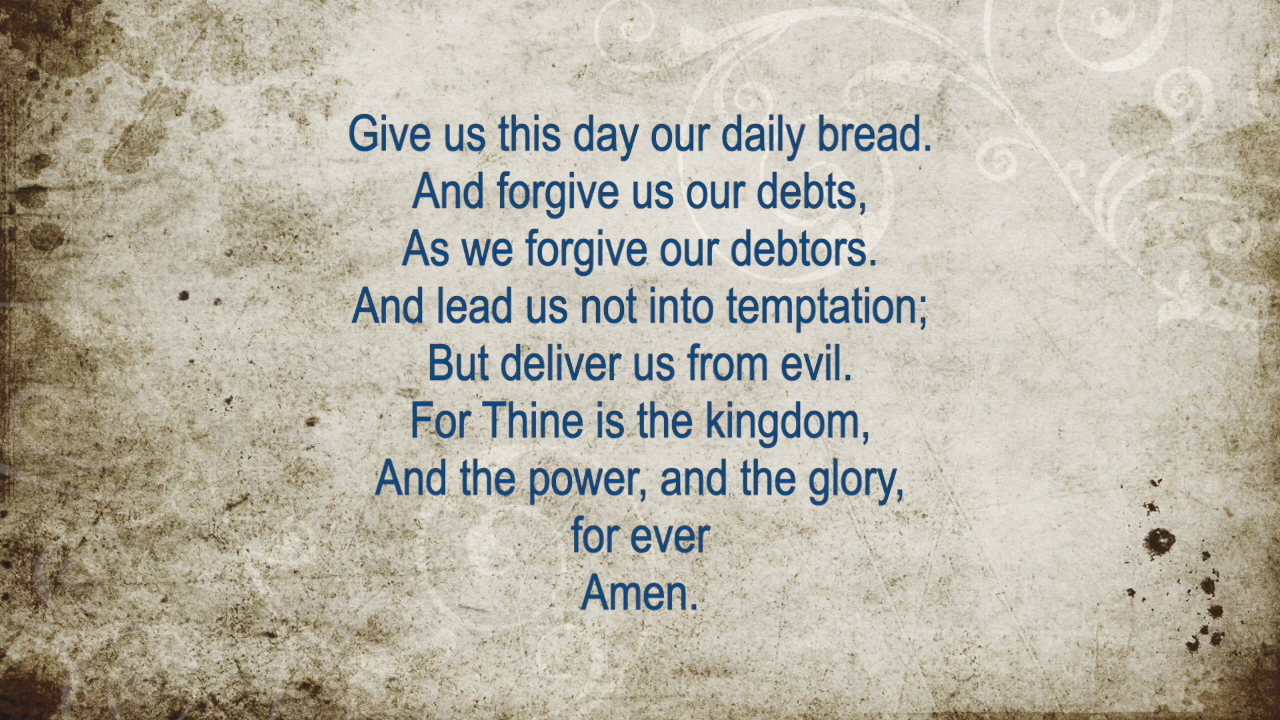 Give us this day our daily bread.
And forgive us our debts,
As we forgive our debtors.
And lead us not into temptation;
But deliver us from evil.
For Thine is the kingdom,
And the power, and the glory,
for ever
Amen.